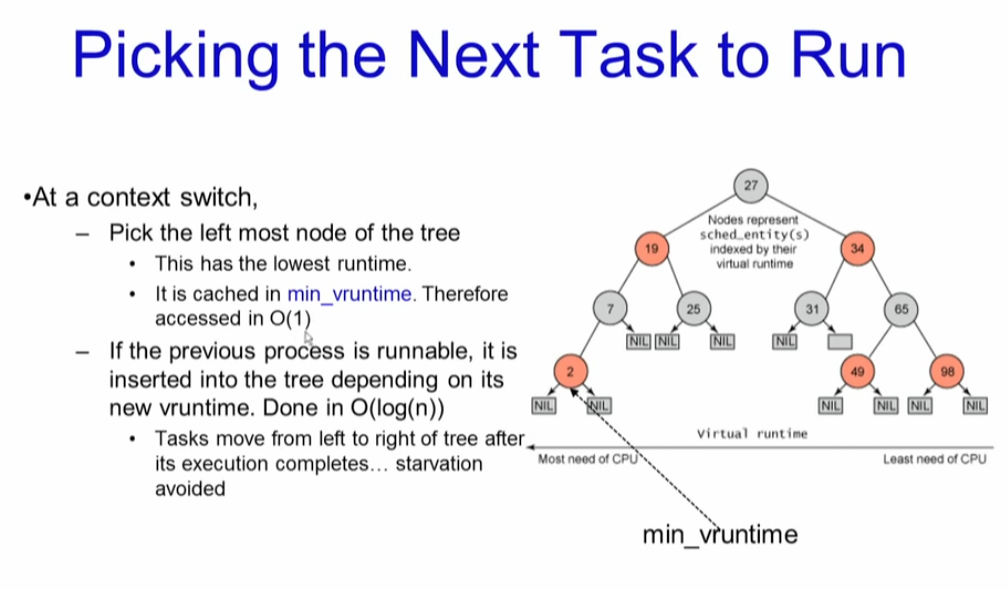 Picking the Next Task to Run
•At a context switch,
– Pick the left most node of the tree
• This has the lowest runtime.
• It is cached in min_vruntime. Therefore
accessed in O(1)
– If the previous process is runnable, it is
inserted into the tree depending on its
new vruntime. Done in O(log(n))
• Tasks move from left to right of tree after
its execution completes... starvation
avoided
27
Nodes represent
sched_entity(s)
indexed by their
virtual runtime
19
34
7
25
31
65
NIL NIL NIL NIL
2
49
98
NIL NIL NIL NIL NIL NIL
Virtual runtime
Most need of CPU
Least need of CPU
min_vruntime